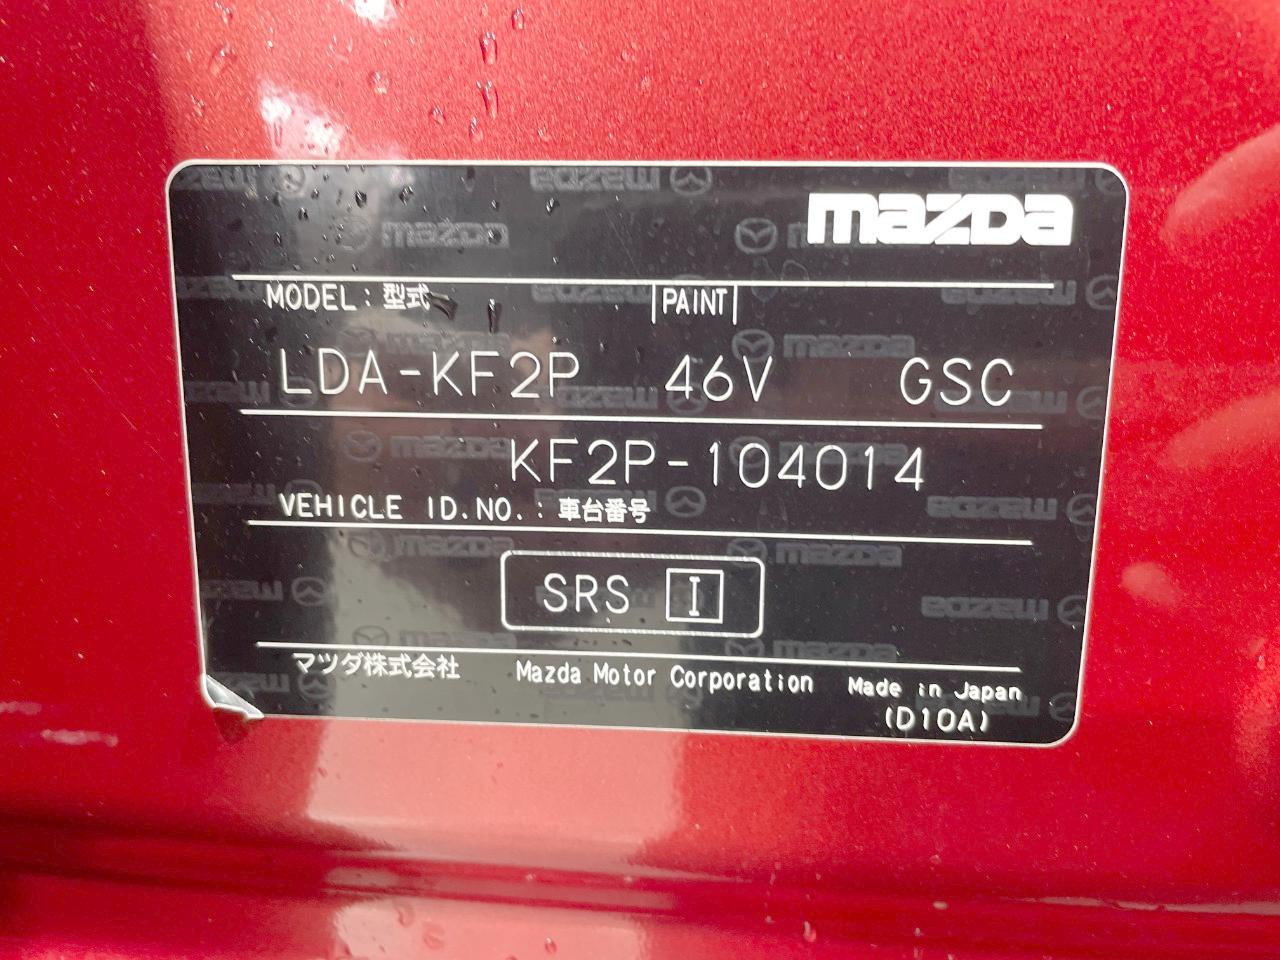 mazda
MODEL : 型式 PAINT
LDA-KF2P 46V GSC
KF2P-104014
VEHICLE ID.NO. : 車台番号
SRS I
マツダ株式会社 Mazda Motor Corporation Made in Japan
(D10A)